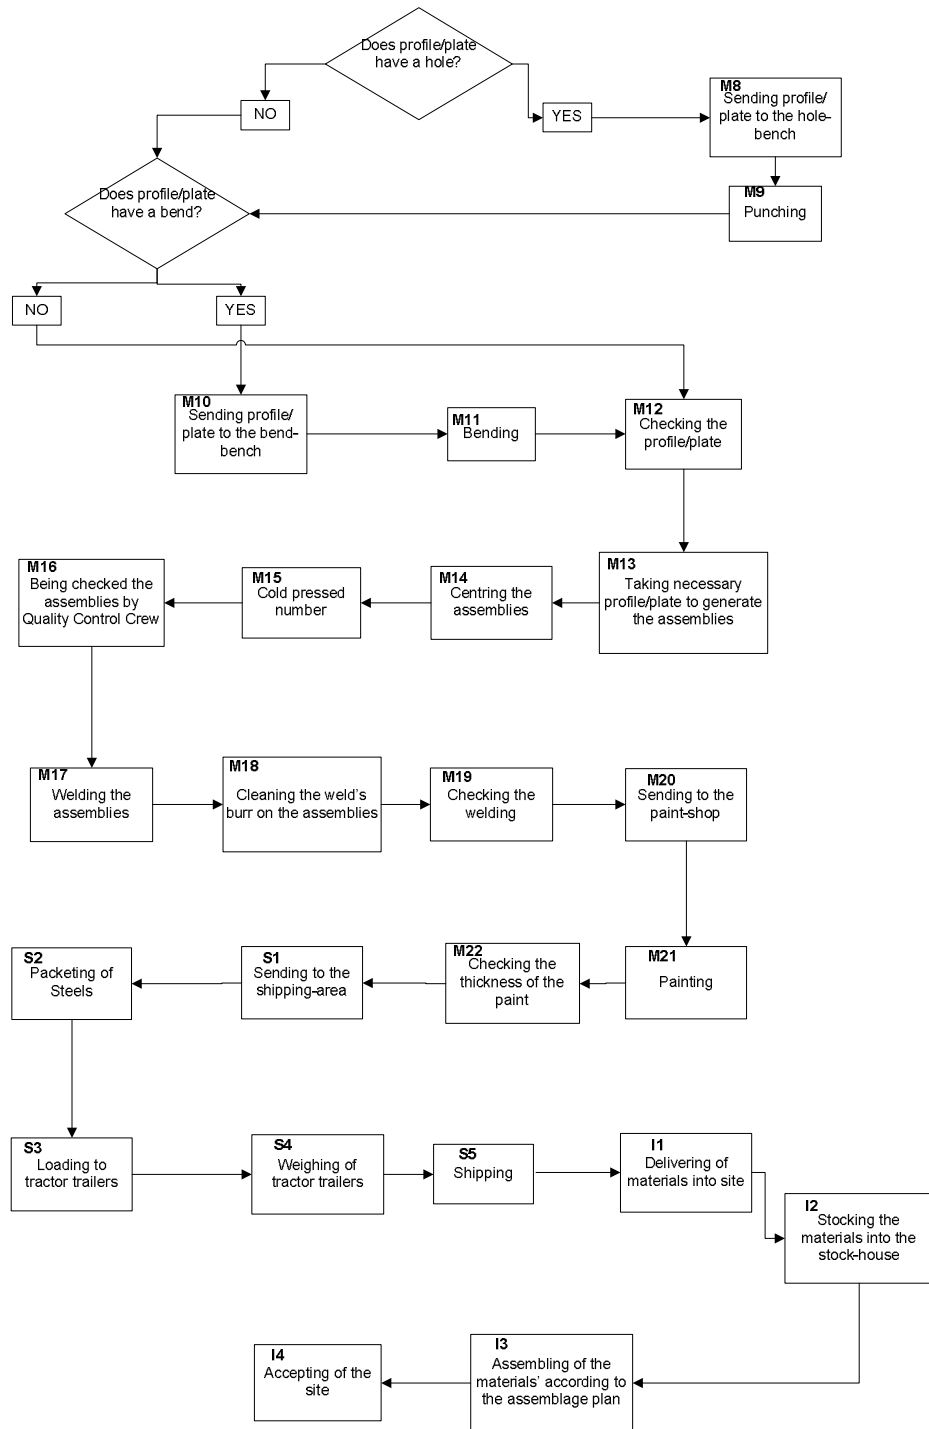 Does profile/plate
have a hole?
NO
YES
M8
Sending profile/
plate to the hole-
bench
Does profile/plate
have a bend?
M9
Punching
NO
YES
M10
Sending profile/
plate to the bend-
bench
M11
Bending
M12
Checking the
profile/plate
M16
Being checked the
assemblies by
Quality Control Crew
M15
Cold pressed
number
M14
Centring the
assemblies
M13
Taking necessary
profile/plate to generate
the assemblies
M17
Welding the
assemblies
M18
Cleaning the weld's
burr on the assemblies
M19
Checking the
welding
M20
Sending to the
paint-shop
S2
Packeting of
Steels
S1
Sending to the
shipping-area
M22
Checking the
thickness of the
paint
M21
Painting
S3
Loading to
tractor trailers
S4
Weighing of
tractor trailers
S5
Shipping
I1
Delivering of
materials into site
I2
Stocking the
materials into the
stock-house
I4
Accepting of the
site
I3
Assembling of the
materials' according to
the assemblage plan